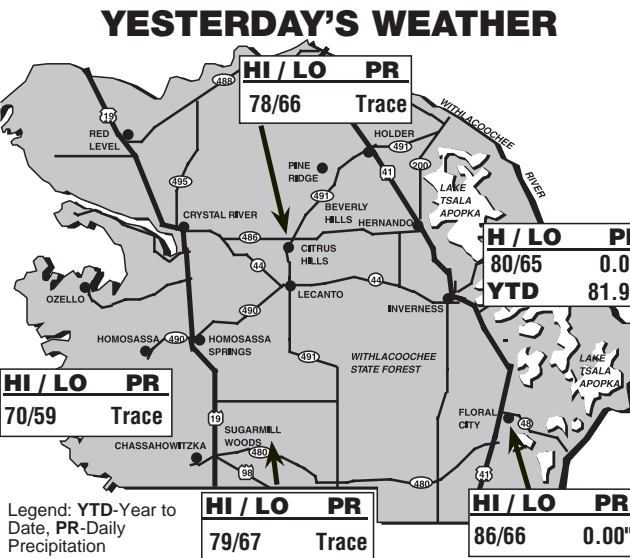 YESTERDAY'S WEATHER
HI / LO PR
78/66 Trace
488
19
RED
LEVEL
HOLDER
491
WITHLACOOCHEE
RIVER
200
41
PINE
RIDGE
495
491
LAKE
TSALA
APOPKA
BEVERLY
HILLS
CRYSTAL RIVER
HERNANDO
486
CITRUS
HILLS
H / LO
80/65 0.0
YTD 81.9
44
44
OZELLO
LECANTO
INVERNESS
490
HOMOSASSA
490
HOMOSASSA
SPRINGS
491
WITHLACOOCHEE
STATE FOREST
LAKE
TSALA
APOPKA
HI / LO PR
70/59 Trace
19
FLORAL
CITY
48
SUGARMILL
WOODS
CHASSAHOWITZKA
480
98
480
41
Legend: YTD-Year to
Date, PR-Daily
Precipitation
HI / LO PR
79/67 Trace
HI / LO PR
86/66 0.00"